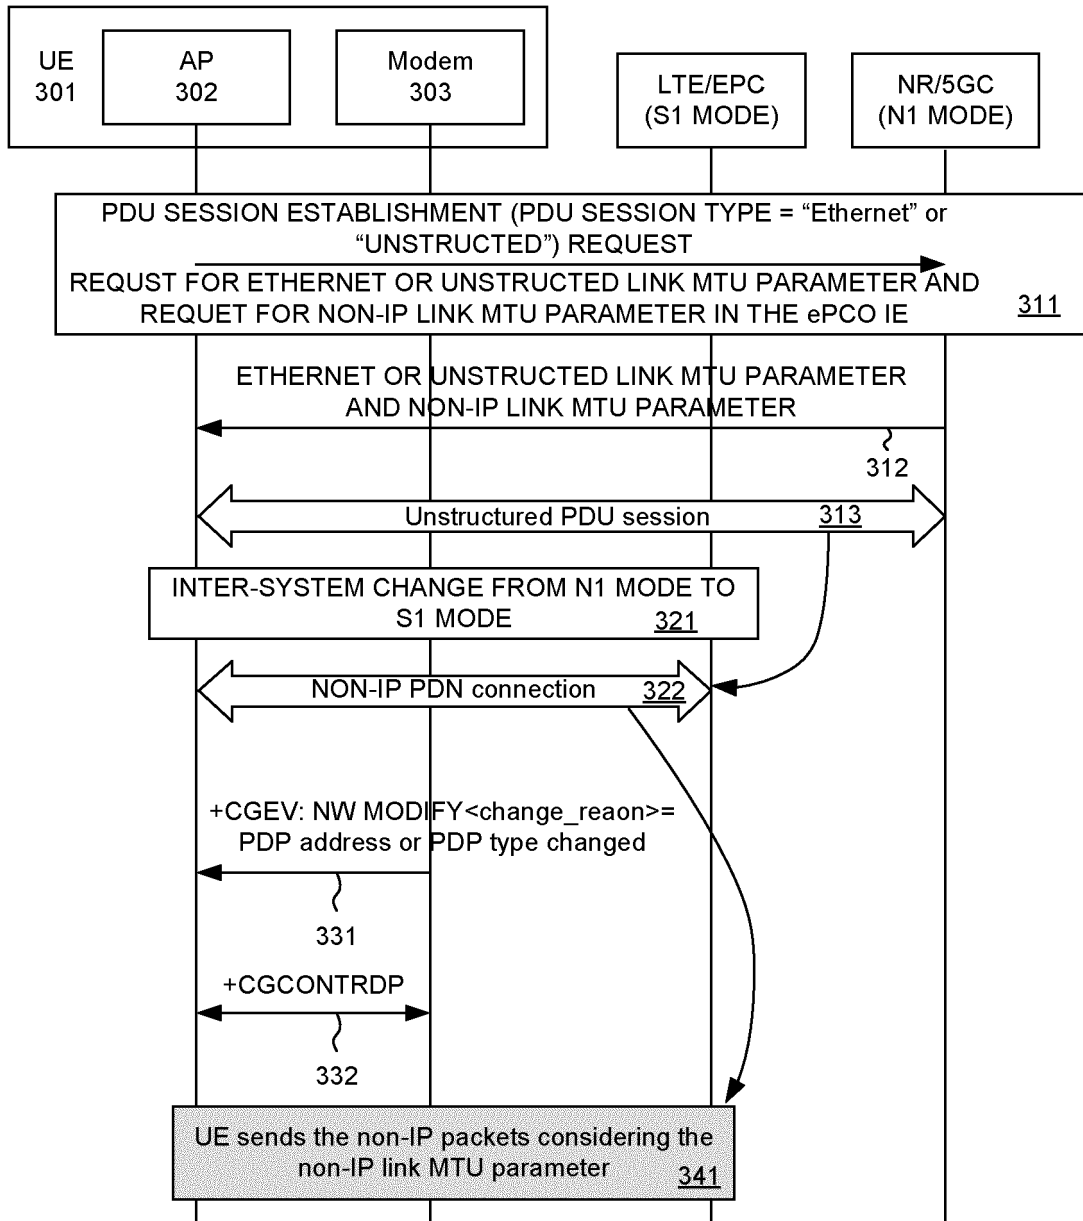 UE
301
AP
302
Modem
303
LTE/EPC
(S1 MODE)
NR/5GC
(N1 MODE)
PDU SESSION ESTABLISHMENT (PDU SESSION TYPE = “Ethernet” or
“UNSTRUCTED”) REQUEST
REQUST FOR ETHERNET OR UNSTRUCTED LINK MTU PARAMETER AND
REQUET FOR NON-IP LINK MTU PARAMETER IN THE ePCO IE
311
ETHERNET OR UNSTRUCTED LINK MTU PARAMETER
AND NON-IP LINK MTU PARAMETER
312
Unstructured PDU session
313
INTER-SYSTEM CHANGE FROM N1 MODE TO
S1 MODE
321
NON-IP PDN connection
322
+CGEV: NW MODIFY<change_reaon>=
PDP address or PDP type changed
331
+CGCONTRDP
332
UE sends the non-IP packets considering the
non-IP link MTU parameter
341